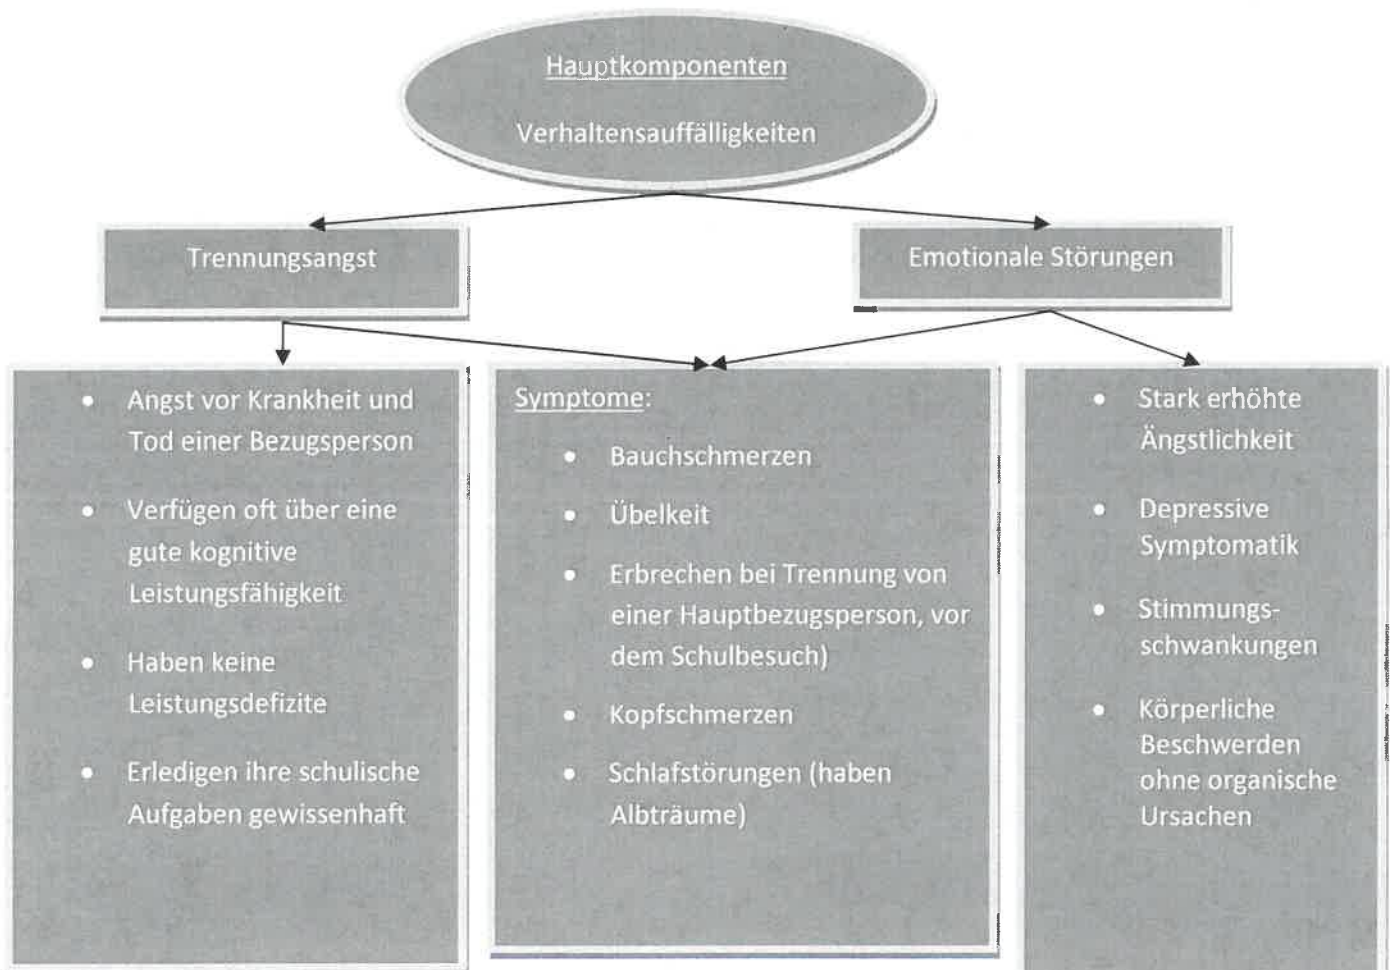 Hauptkomponenten
Verhaltensauffälligkeiten
Trennungsangst
Emotionale Störungen
• Angst vor Krankheit und
Tod einer Bezugsperson
• Verfügen oft über eine
gute kognitive
Leistungsfähigkeit
• Haben keine
Leistungsdefizite
• Erledigen ihre schulische
Aufgaben gewissenhaft
Symptome:
• Bauchschmerzen
• Übelkeit
• Erbrechen bei Trennung von
einer Hauptbezugsperson, vor
dem Schulbesuch)
• Kopfschmerzen
• Schlafstörungen (haben
Albträume)
• Stark erhöhte
Ängstlichkeit
• Depressive
Symptomatik
• Stimmungs-
schwankungen
• Körperliche
Beschwerden
ohne organische
Ursachen